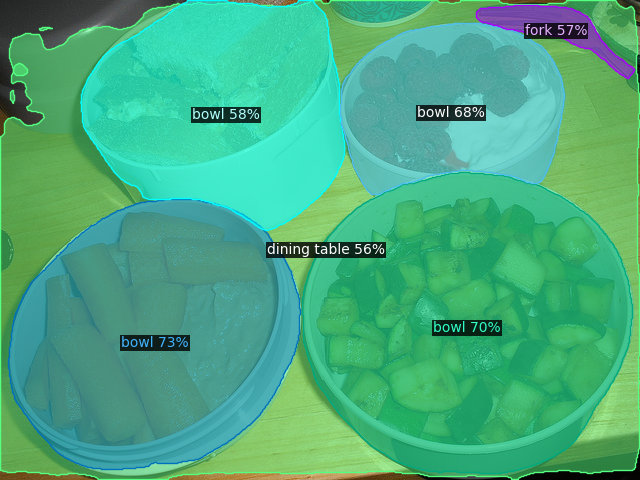 fork 57%
bowl 58%
bowl 68%
dining table 56%
bowl 70%
bowl 73%